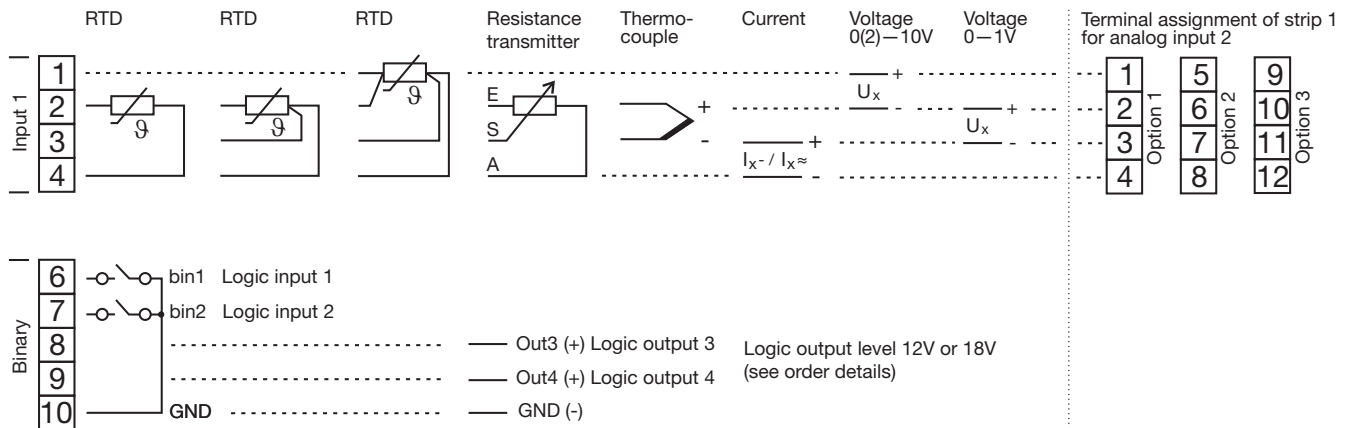 RTD RTD RTD Resistance transmitter Thermo-couple Current Voltage 0(2)—10V Voltage 0—1V
Terminal assignment of strip 1
for analog input 2
Input 1
1
2
3
4
ϑ
ϑ
ϑ
E
S
A
+
-
+
-
Ix- / Ix≈
+
-
Ux
+
-
Ux
1
2
3
4
Option 1
5
6
7
8
Option 2
9
10
11
12
Option 3
Binary
6 bin1 Logic input 1
7 bin2 Logic input 2
8 Out3 (+) Logic output 3
9 Out4 (+) Logic output 4
10 GND GND (-)
Logic output level 12V or 18V
(see order details)